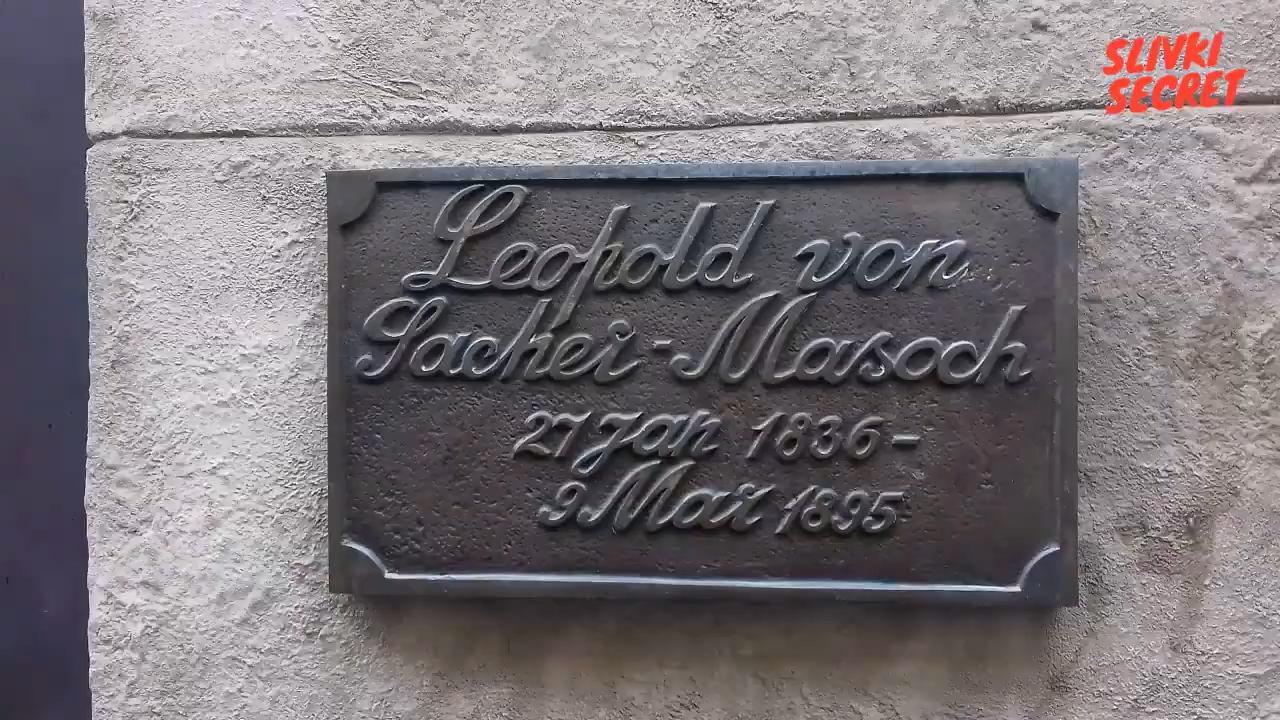 SLIVKI
SECRET
Leopold von
Sacher-Masoch
27 Jan 1836 -
9 Mar 1895